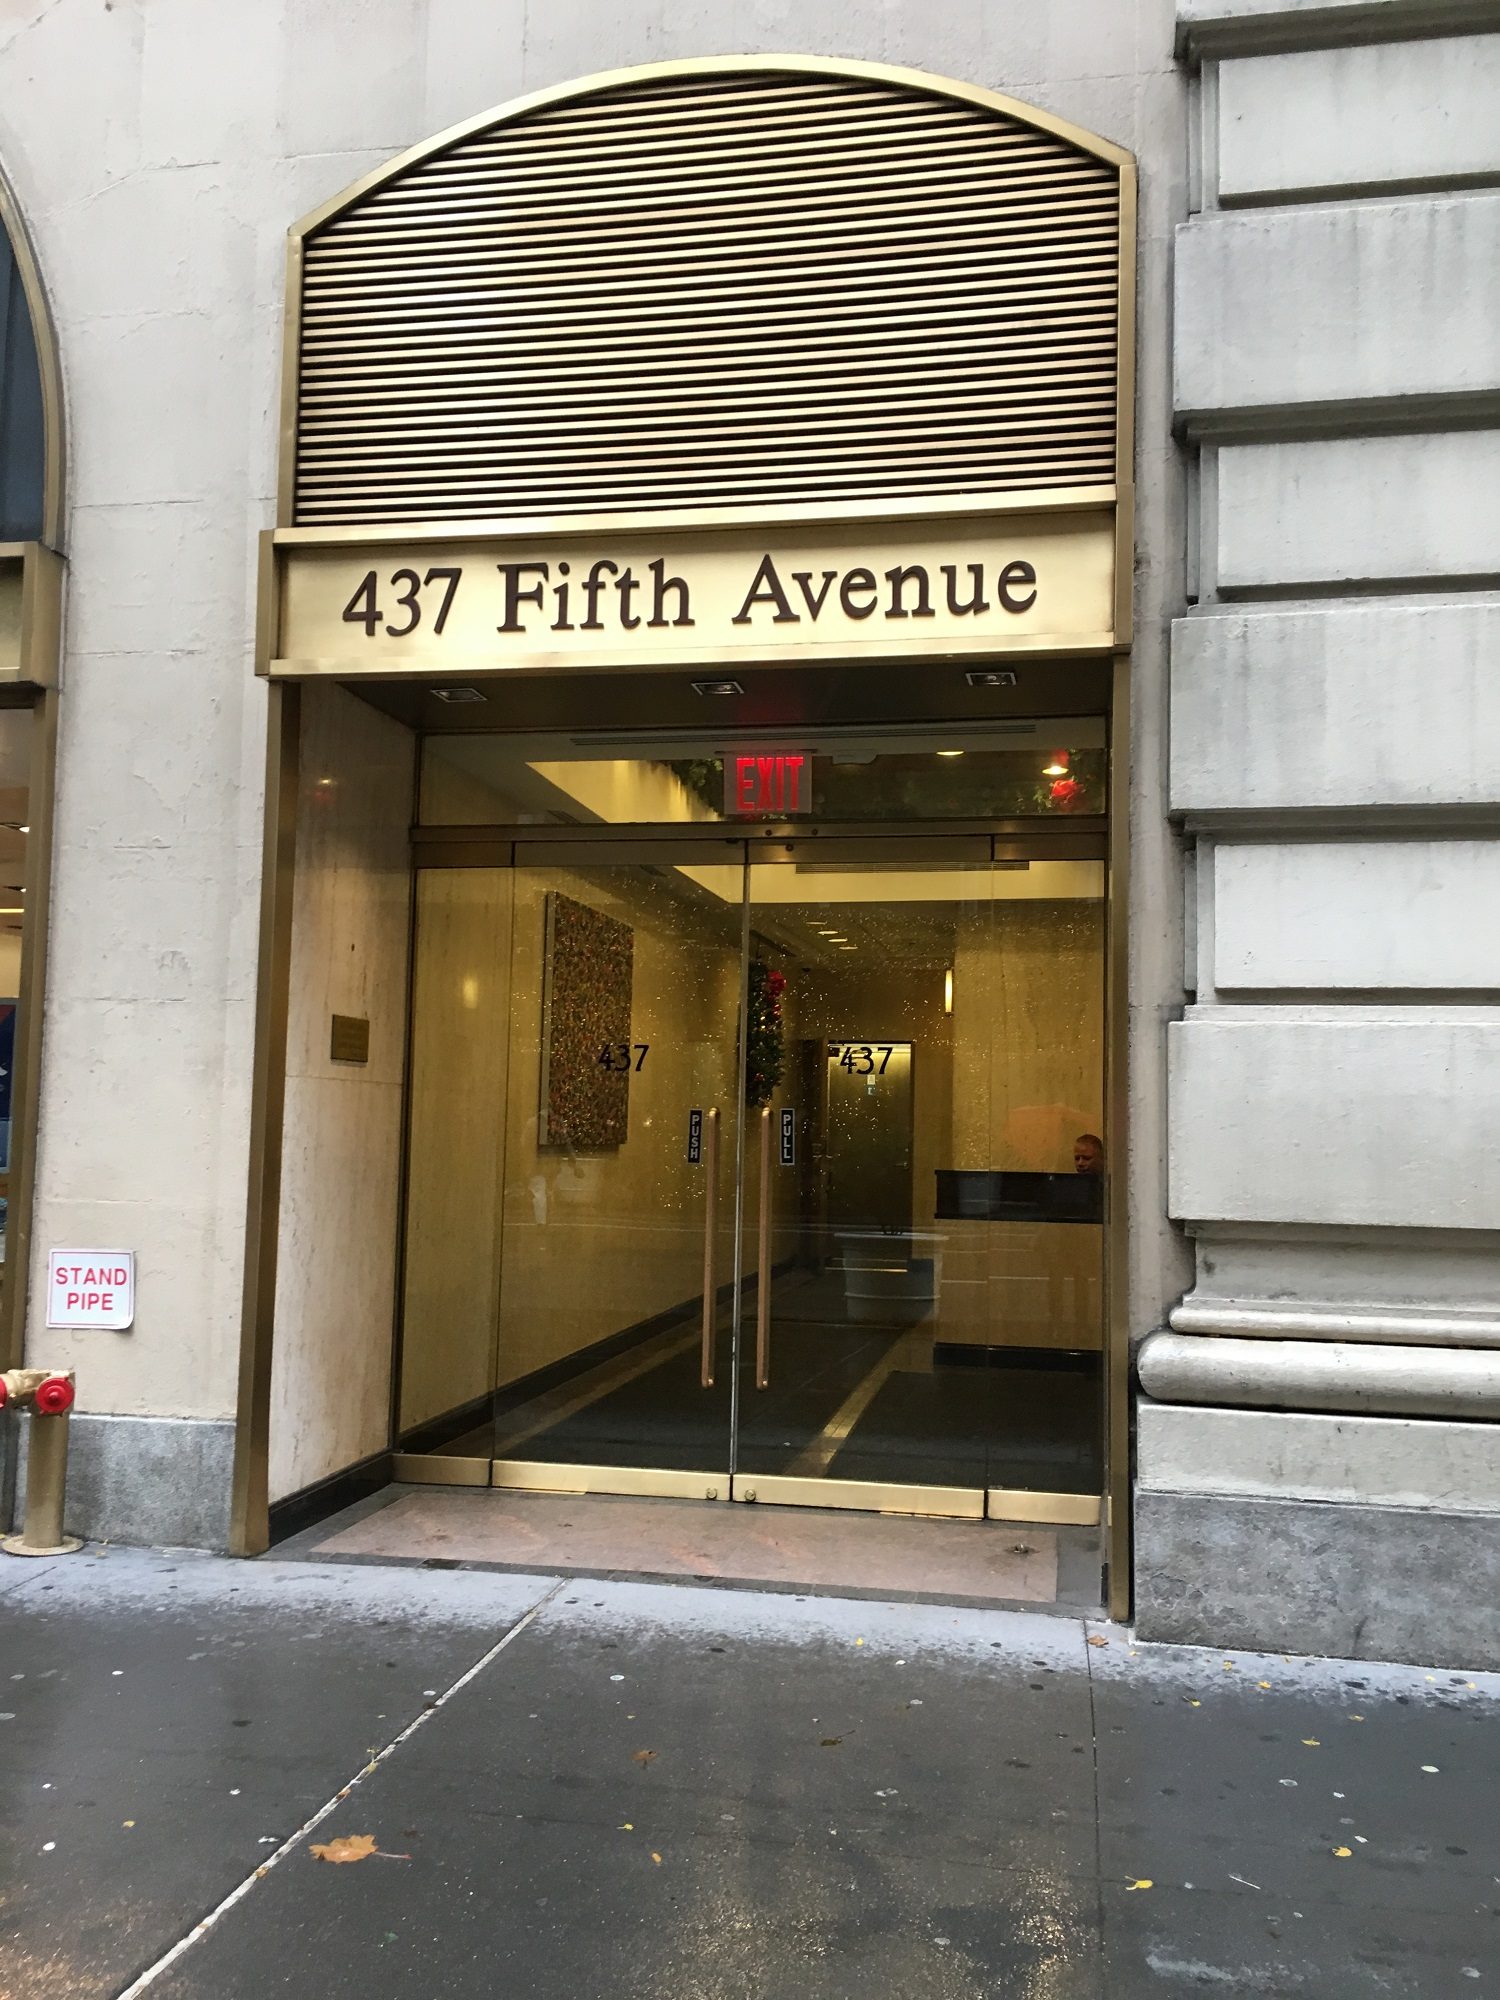 437 Fifth Avenue
EXIT
437
437
PUSH
PULL
STAND
PIPE